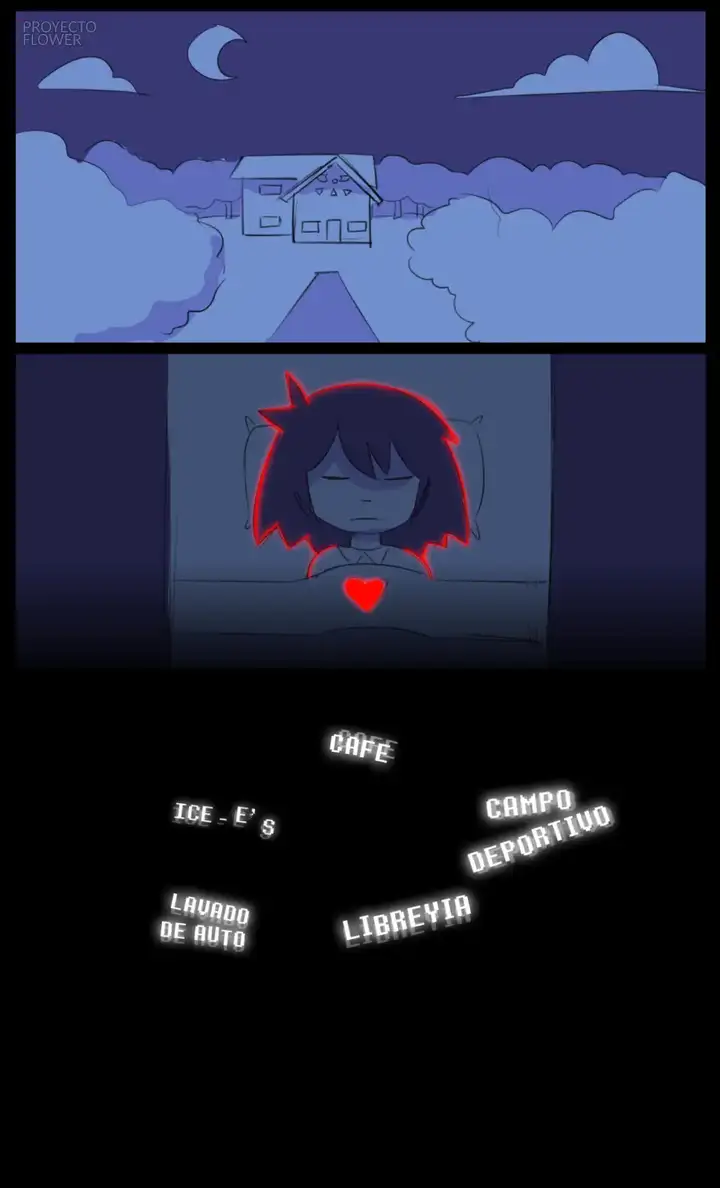 PROYECTO
FLOWER
CAFE
ICE-E's
CAMPO
DEPORTIVO
LAVADO
DE AUTO
LIBREYIA